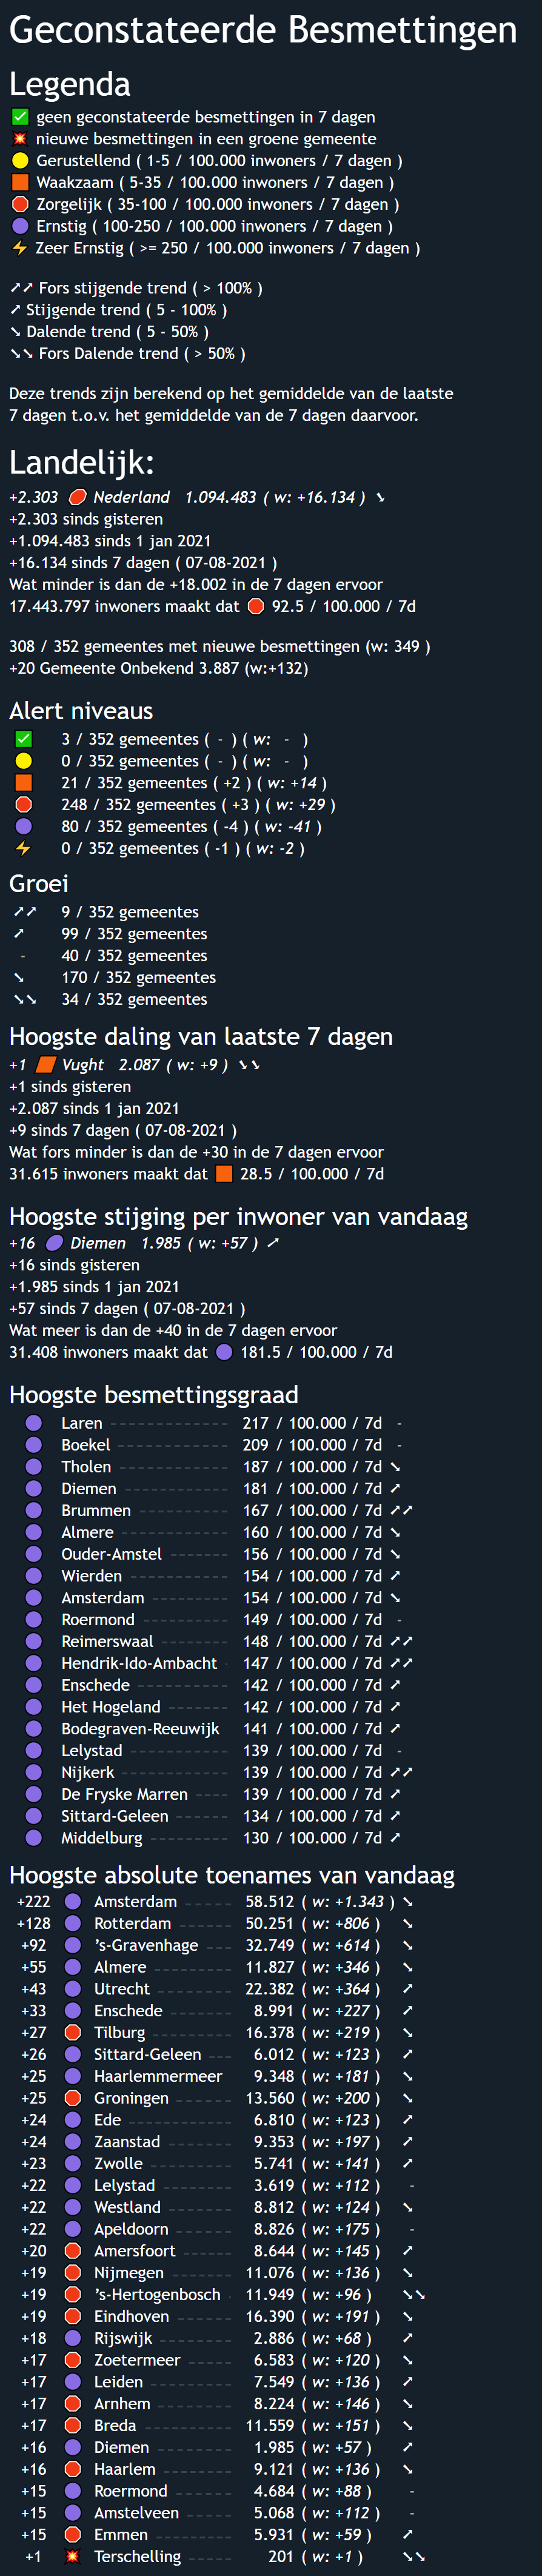 Geconstateerde Besmettingen
Legenda
geen geconstateerde besmettingen in 7 dagen
nieuwe besmettingen in een groene gemeente
Gerustellend ( 1-5 / 100.000 inwoners / 7 dagen )
Waakzaam ( 5-35 / 100.000 inwoners / 7 dagen )
Zorgelijk ( 35-100 / 100.000 inwoners / 7 dagen )
Ernstig ( 100-250 / 100.000 inwoners / 7 dagen )
Zeer Ernstig ( >= 250 / 100.000 inwoners / 7 dagen )
➚➚ Fors stijgende trend ( > 100% )
➚ Stijgende trend ( 5 - 100% )
➘ Dalende trend ( 5 - 50% )
➘➘ Fors Dalende trend ( > 50% )
Deze trends zijn berekend op het gemiddelde van de laatste
7 dagen t.o.v. het gemiddelde van de 7 dagen daarvoor.
Landelijk:
+2.303 Nederland 1.094.483 ( w: +16.134 ) ➘
+2.303 sinds gisteren
+1.094.483 sinds 1 jan 2021
+16.134 sinds 7 dagen ( 07-08-2021 )
Wat minder is dan de +18.002 in de 7 dagen ervoor
17.443.797 inwoners maakt dat 92.5 / 100.000 / 7d
308 / 352 gemeentes met nieuwe besmettingen (w: 349 )
+20 Gemeente Onbekend 3.887 (w:+132)
Alert niveaus
3 / 352 gemeentes ( - ) ( w: - )
0 / 352 gemeentes ( - ) ( w: - )
21 / 352 gemeentes ( +2 ) ( w: +14 )
248 / 352 gemeentes ( +3 ) ( w: +29 )
80 / 352 gemeentes ( -4 ) ( w: -41 )
0 / 352 gemeentes ( -1 ) ( w: -2 )
Groei
➚➚ 9 / 352 gemeentes
➚ 99 / 352 gemeentes
- 40 / 352 gemeentes
➘ 170 / 352 gemeentes
➘➘ 34 / 352 gemeentes
Hoogste daling van laatste 7 dagen
+1 Vught 2.087 ( w: +9 ) ➘➘
+1 sinds gisteren
+2.087 sinds 1 jan 2021
+9 sinds 7 dagen ( 07-08-2021 )
Wat fors minder is dan de +30 in de 7 dagen ervoor
31.615 inwoners maakt dat 28.5 / 100.000 / 7d
Hoogste stijging per inwoner van vandaag
+16 Diemen 1.985 ( w: +57 ) ➚
+16 sinds gisteren
+1.985 sinds 1 jan 2021
+57 sinds 7 dagen ( 07-08-2021 )
Wat meer is dan de +40 in de 7 dagen ervoor
31.408 inwoners maakt dat 181.5 / 100.000 / 7d
Hoogste besmettingsgraad
Laren 217 / 100.000 / 7d -
Boekel 209 / 100.000 / 7d -
Tholen 187 / 100.000 / 7d ➘
Diemen 181 / 100.000 / 7d ➚
Brummen 167 / 100.000 / 7d ➚➚
Almere 160 / 100.000 / 7d ➘
Ouder-Amstel 156 / 100.000 / 7d ➘
Wierden 154 / 100.000 / 7d ➚
Amsterdam 154 / 100.000 / 7d ➘
Roermond 149 / 100.000 / 7d -
Reimerswaal 148 / 100.000 / 7d ➚➚
Hendrik-Ido-Ambacht 147 / 100.000 / 7d ➚➚
Enschede 142 / 100.000 / 7d ➚
Het Hogeland 142 / 100.000 / 7d ➚
Bodegraven-Reeuwijk 141 / 100.000 / 7d ➚
Lelystad 139 / 100.000 / 7d -
Nijkerk 139 / 100.000 / 7d ➚➚
De Fryske Marren 139 / 100.000 / 7d ➚
Sittard-Geleen 134 / 100.000 / 7d ➚
Middelburg 130 / 100.000 / 7d ➚
Hoogste absolute toenames van vandaag
+222 Amsterdam 58.512 ( w: +1.343 ) ➘
+128 Rotterdam 50.251 ( w: +806 ) ➘
+92 's-Gravenhage 32.749 ( w: +614 ) ➘
+55 Almere 11.827 ( w: +346 ) ➘
+43 Utrecht 22.382 ( w: +364 ) ➚
+33 Enschede 8.991 ( w: +227 ) ➚
+27 Tilburg 16.378 ( w: +219 ) ➘
+26 Sittard-Geleen 6.012 ( w: +123 ) ➚
+25 Haarlemmermeer 9.348 ( w: +181 ) ➘
+25 Groningen 13.560 ( w: +200 ) ➘
+24 Ede 6.810 ( w: +123 ) ➚
+24 Zaanstad 9.353 ( w: +197 ) ➚
+23 Zwolle 5.741 ( w: +141 ) ➚
+22 Lelystad 3.619 ( w: +112 ) -
+22 Westland 8.812 ( w: +124 ) ➘
+22 Apeldoorn 8.826 ( w: +175 ) -
+20 Amersfoort 8.644 ( w: +145 ) ➚
+19 Nijmegen 11.076 ( w: +136 ) ➘
+19 's-Hertogenbosch 11.949 ( w: +96 ) ➘➘
+19 Eindhoven 16.390 ( w: +191 ) ➘
+18 Rijswijk 2.886 ( w: +68 ) ➚
+17 Zoetermeer 6.583 ( w: +120 ) ➘
+17 Leiden 7.549 ( w: +136 ) ➚
+17 Arnhem 8.224 ( w: +146 ) ➘
+17 Breda 11.559 ( w: +151 ) ➘
+16 Diemen 1.985 ( w: +57 ) ➚
+16 Haarlem 9.121 ( w: +136 ) ➘
+15 Roermond 4.684 ( w: +88 ) -
+15 Amstelveen 5.068 ( w: +112 ) -
+15 Emmen 5.931 ( w: +59 ) ➚
+1 Terschelling 201 ( w: +1 ) ➘➘